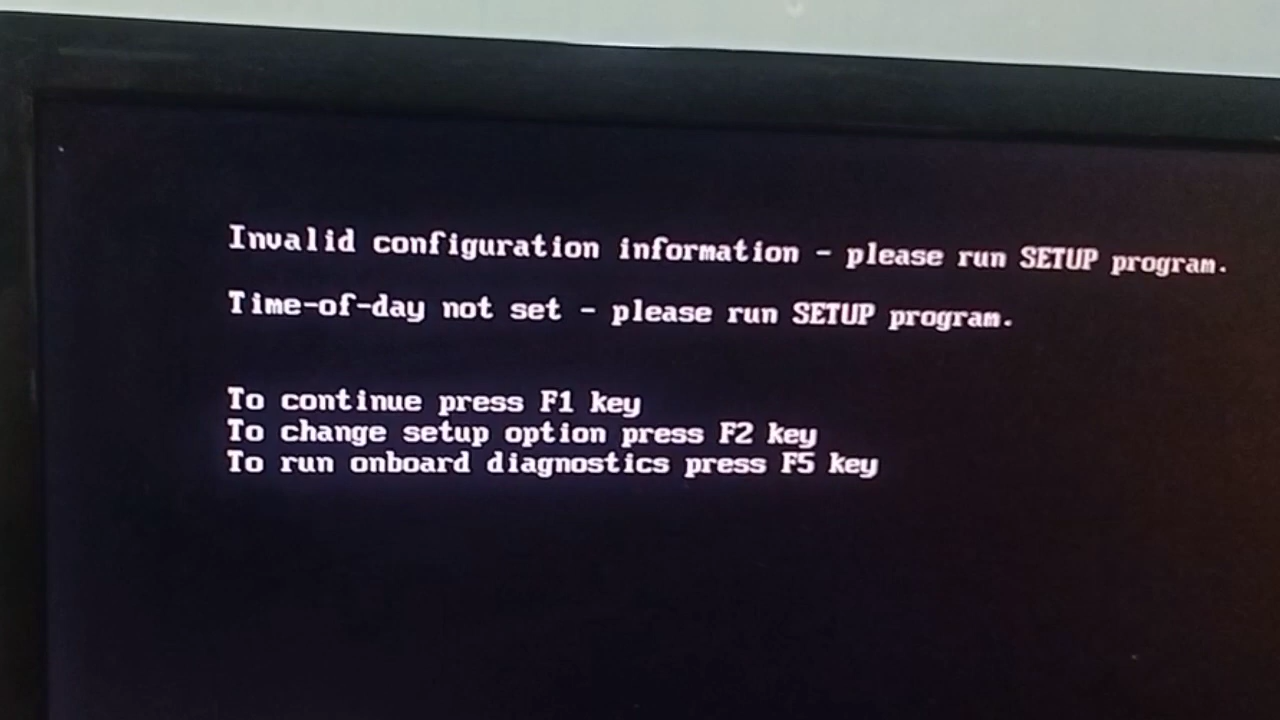 Invalid configuration information - please run SETUP program.
Time-of-day not set - please run SETUP program.
To continue press F1 key
To change setup option press F2 key
To run onboard diagnostics press F5 key